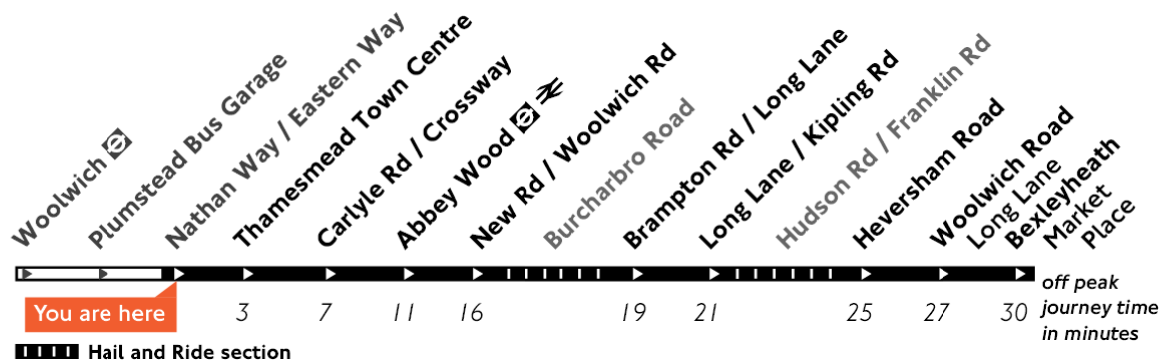 Woolwich
Plumstead Bus Garage
Nathan Way / Eastern Way
Thamesmead Town Centre
Carlyle Rd / Crossway
Abbey Wood
New Rd / Woolwich Rd
Burcharbro Road
Brampton Rd / Long Lane
Long Lane / Kipling Rd
Hudson Rd / Franklin Rd
Heversham Road
Woolwich Road
Long Lane
Bexleyheath
Market
Place
You are here
3 7 11 16 19 21 25 27 30
off peak
journey time
in minutes
Hail and Ride section